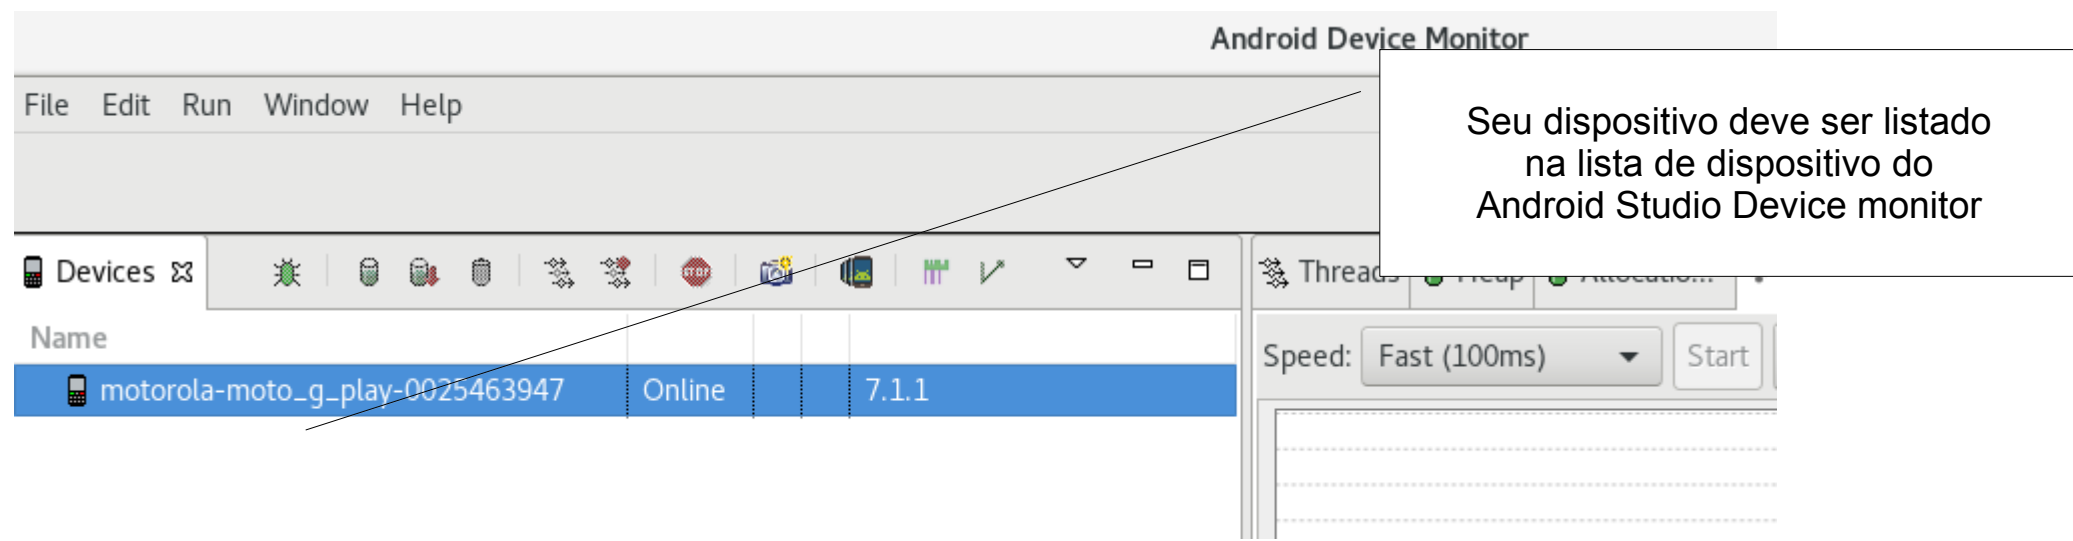 Android Device Monitor
File Edit Run Window Help
Seu dispositivo deve ser listado
na lista de dispositivo do
Android Studio Device monitor
Devices
STOP
Threads
Name
Speed: Fast (100ms) Start
motorola-moto_g_play-0025463947 Online 7.1.1